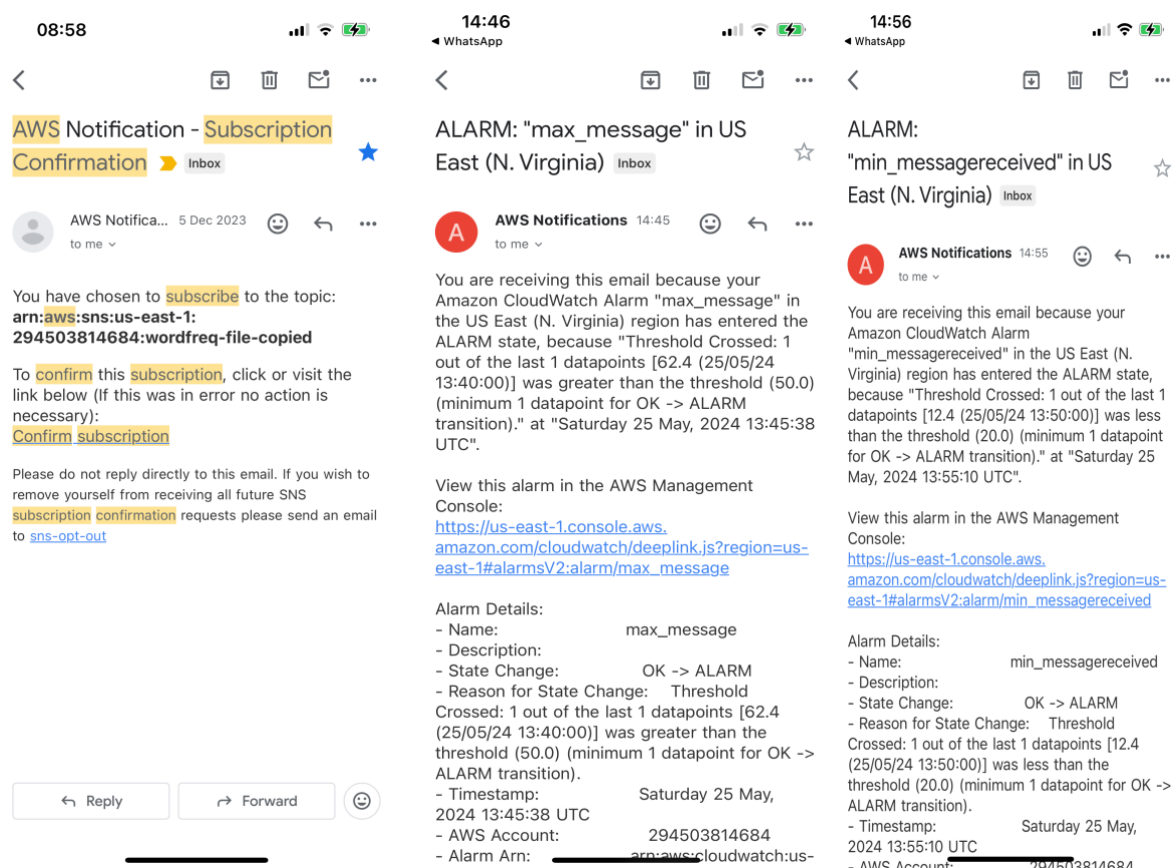 08:58
AWS Notification - Subscription
Confirmation Inbox
AWS Notifica... 5 Dec 2023
to me
You have chosen to subscribe to the topic:
arn:aws:sns:us-east-1:
294503814684:wordfreq-file-copied
To confirm this subscription, click or visit the
link below (If this was in error no action is
necessary):
Confirm subscription
Please do not reply directly to this email. If you wish to
remove yourself from receiving all future SNS
subscription confirmation requests please send an email
to sns-opt-out
Reply
Forward
14:46
WhatsApp
ALARM: "max_message" in US
East (N. Virginia) Inbox
A
AWS Notifications 14:45
to me
You are receiving this email because your
Amazon CloudWatch Alarm "max_message" in
the US East (N. Virginia) region has entered the
ALARM state, because "Threshold Crossed: 1
out of the last 1 datapoints [62.4 (25/05/24
13:40:00)] was greater than the threshold (50.0)
(minimum 1 datapoint for OK -> ALARM
transition)." at "Saturday 25 May, 2024 13:45:38
UTC".
View this alarm in the AWS Management
Console:
https://us-east-1.console.aws.
amazon.com/cloudwatch/deeplink.js?region=us-
east-1#alarmsV2:alarm/max_message
Alarm Details:
- Name: max_message
- Description:
- State Change: OK -> ALARM
- Reason for State Change: Threshold
Crossed: 1 out of the last 1 datapoints [62.4
(25/05/24 13:40:00)] was greater than the
threshold (50.0) (minimum 1 datapoint for OK ->
ALARM transition).
- Timestamp: Saturday 25 May,
2024 13:45:38 UTC
- AWS Account: 294503814684
- Alarm Arn: arn:aws:cloudwatch:us-
14:56
WhatsApp
ALARM:
"min_messagereceived" in US
East (N. Virginia) Inbox
A
AWS Notifications 14:55
to me
You are receiving this email because your
Amazon CloudWatch Alarm
"min_messagereceived" in the US East (N.
Virginia) region has entered the ALARM state,
because "Threshold Crossed: 1 out of the last 1
datapoints [12.4 (25/05/24 13:50:00)] was less
than the threshold (20.0) (minimum 1 datapoint
for OK -> ALARM transition)." at "Saturday 25
May, 2024 13:55:10 UTC".
View this alarm in the AWS Management
Console:
https://us-east-1.console.aws.
amazon.com/cloudwatch/deeplink.js?region=us-
east-1#alarmsV2:alarm/min_messagereceived
Alarm Details:
- Name: min_messagereceived
- Description:
- State Change: OK -> ALARM
- Reason for State Change: Threshold
Crossed: 1 out of the last 1 datapoints [12.4
(25/05/24 13:50:00)] was less than the
threshold (20.0) (minimum 1 datapoint for OK ->
ALARM transition).
- Timestamp: Saturday 25 May,
2024 13:55:10 UTC
- AWS Account: 294503814684